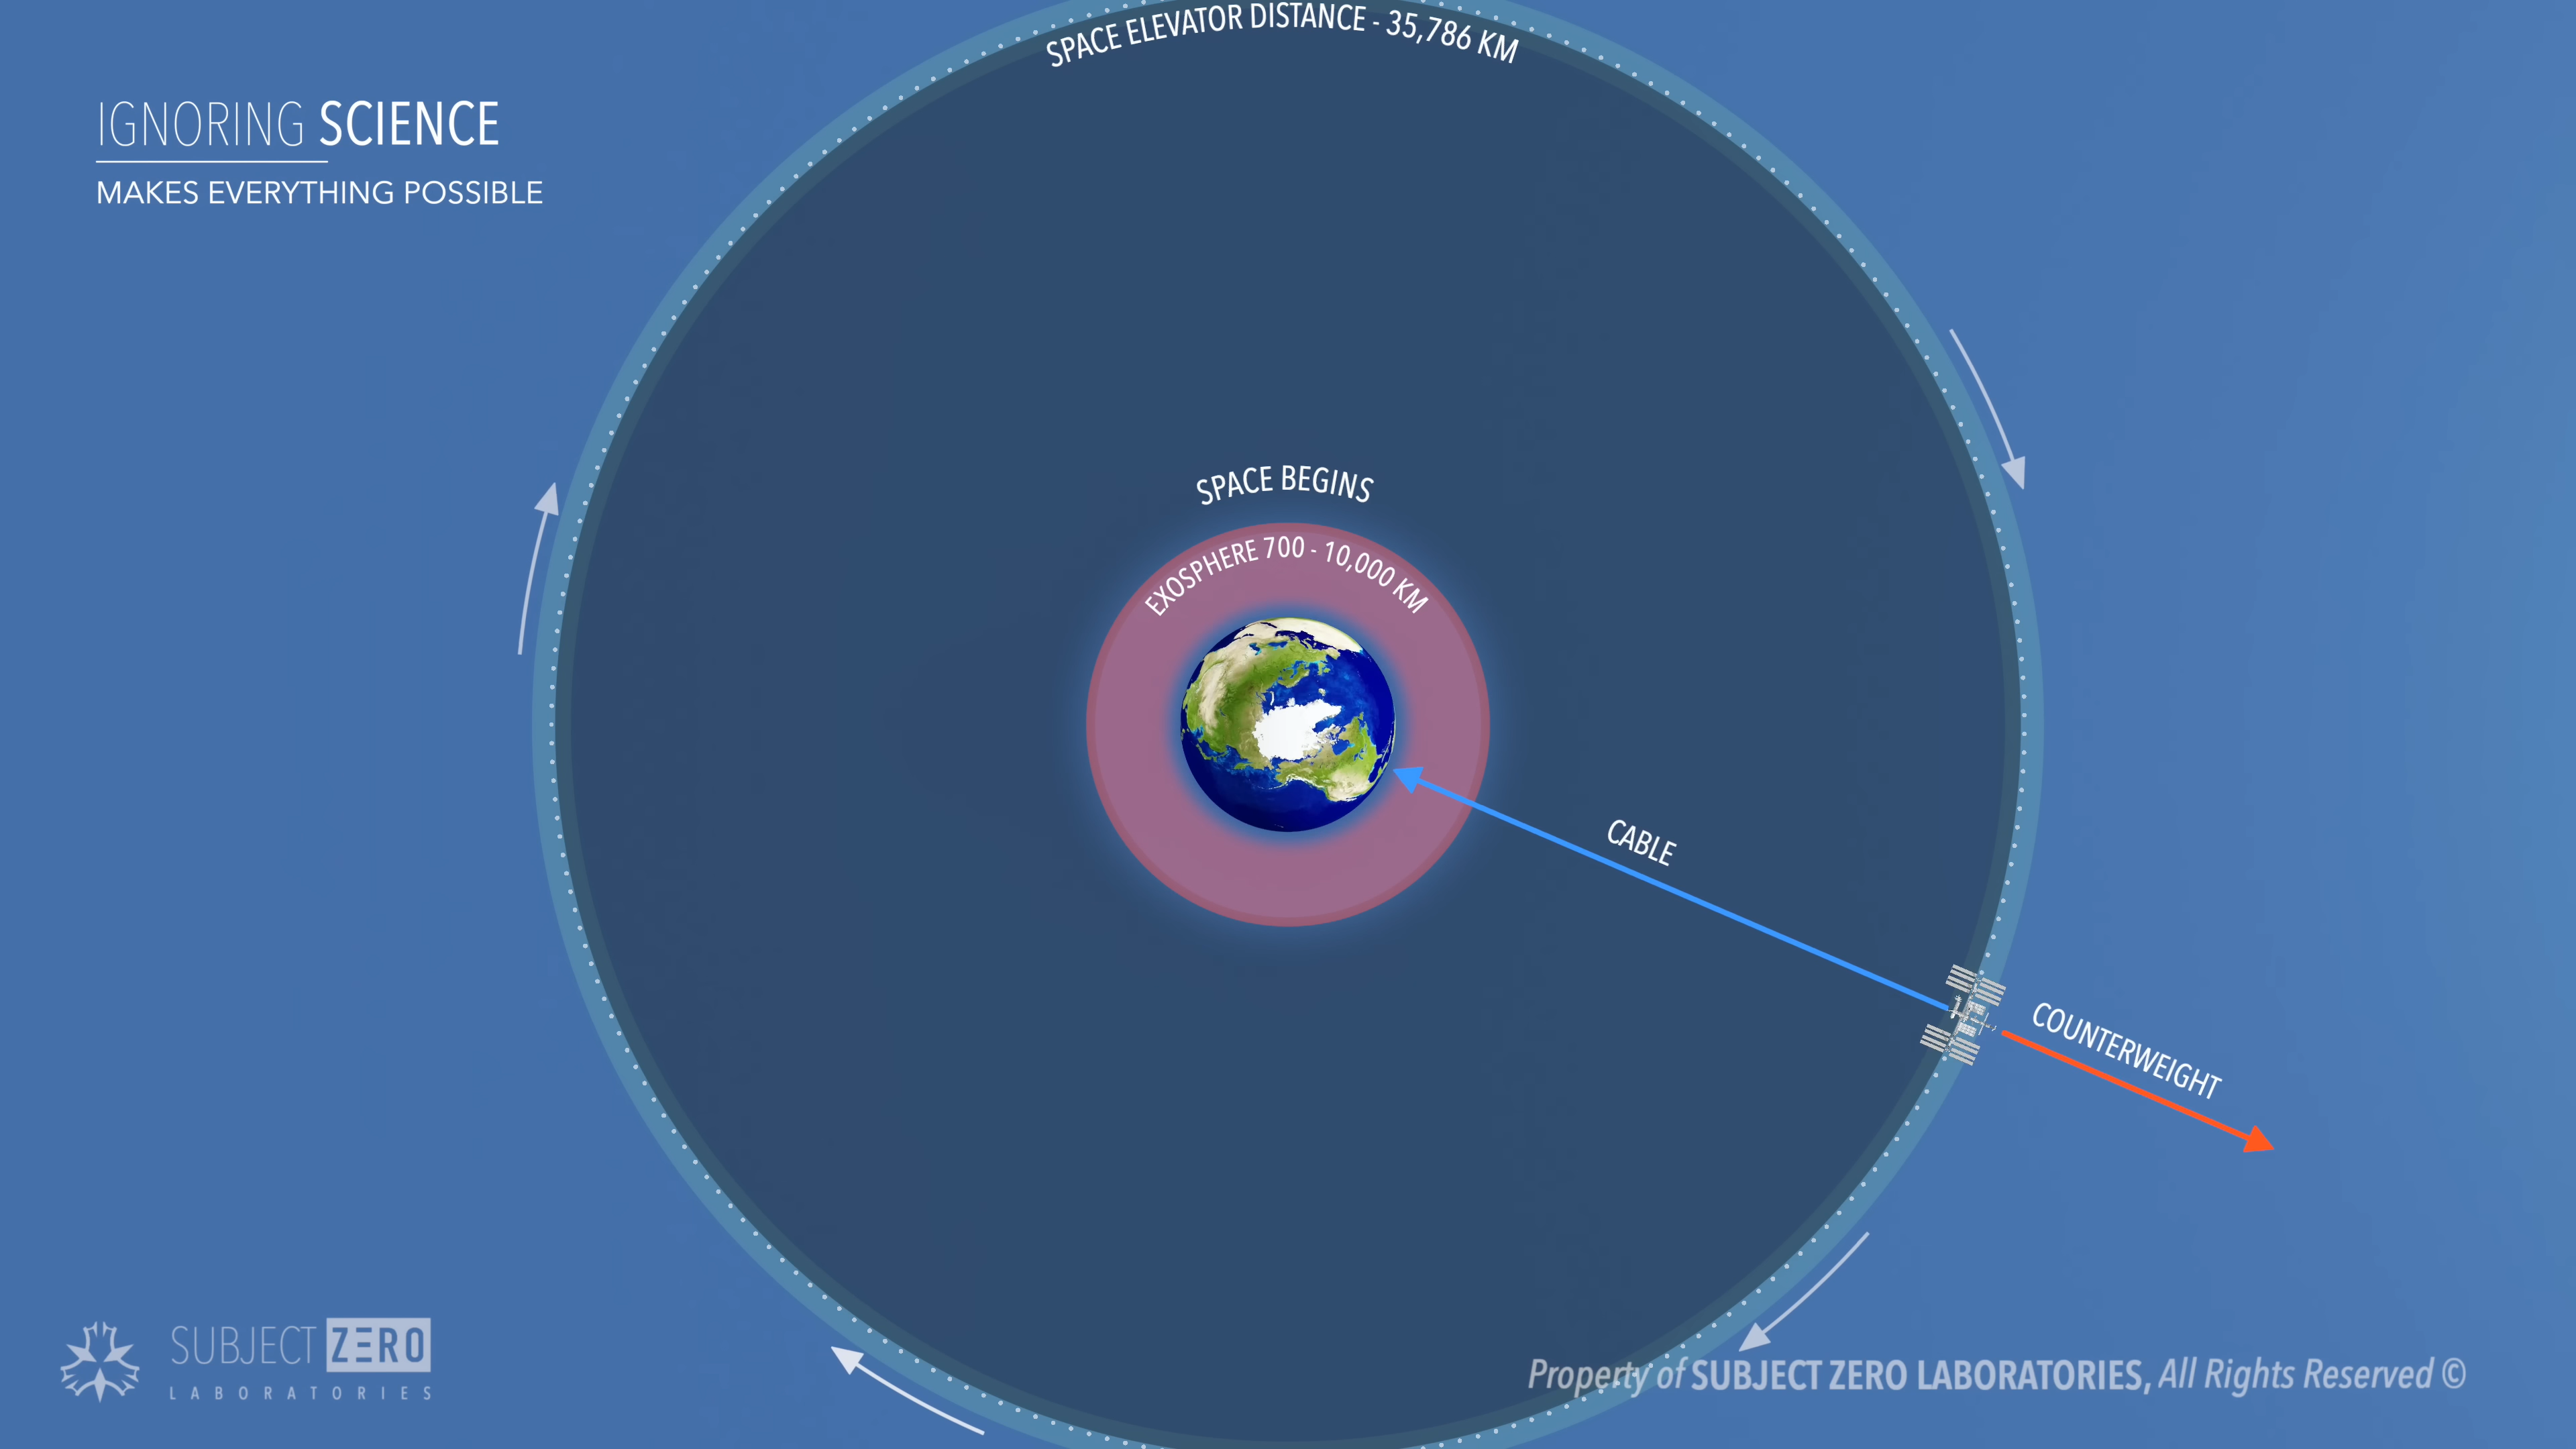 SPACE ELEVATOR DISTANCE - 35,786 KM
IGNORING SCIENCE
MAKES EVERYTHING POSSIBLE
SPACE BEGINS
EXOSPHERE 700 - 10,000 KM
CABLE
COUNTERWEIGHT
SUBJECT ZERO
LABORATORIES
Property of SUBJECT ZERO LABORATORIES, All Rights Reserved ©